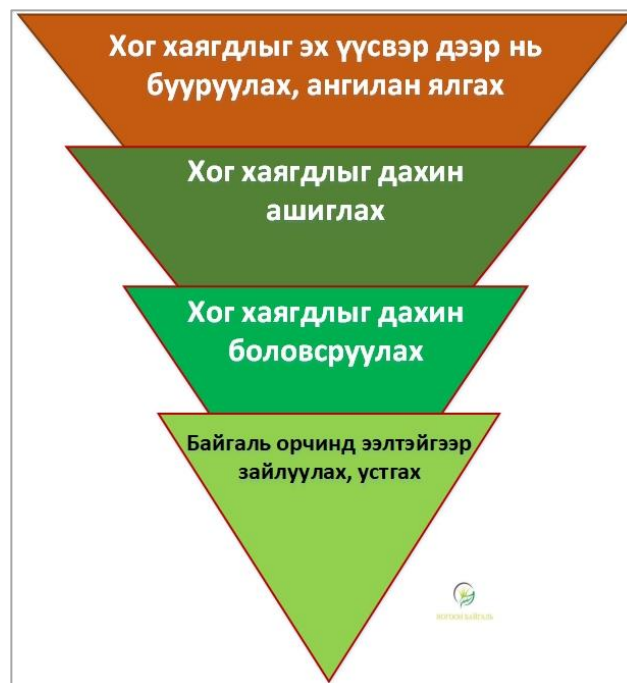 Хог хаягдлыг эх үүсвэр дээр нь
бууруулах, ангилан ялгах
Хог хаягдлыг дахин
ашиглах
Хог хаягдлыг дахин
боловсруулах
Байгаль орчинд ээлтэйгээр
зайлуулах, устгах